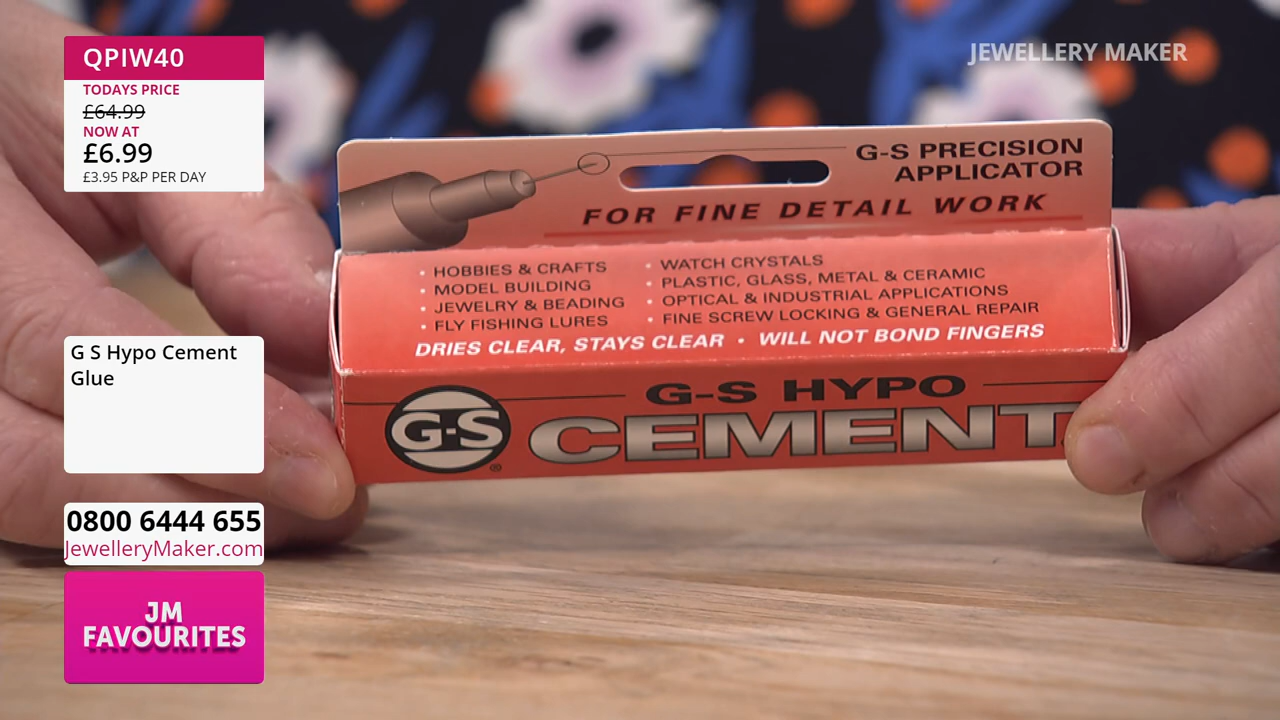 QPIW40
TODAYS PRICE
£64.99
NOW AT
£6.99
£3.95 P&P PER DAY
G S Hypo Cement
Glue
0800 6444 655
JewelleryMaker.com
JM
FAVOURITES
JEWELLERY MAKER
G-S PRECISION
APPLICATOR
FOR FINE DETAIL WORK
• HOBBIES & CRAFTS
• MODEL BUILDING
• JEWELRY & BEADING
• FLY FISHING LURES
• WATCH CRYSTALS
• PLASTIC, GLASS, METAL & CERAMIC
• OPTICAL & INDUSTRIAL APPLICATIONS
• FINE SCREW LOCKING & GENERAL REPAIR
DRIES CLEAR, STAYS CLEAR • WILL NOT BOND FINGERS
G-S HYPO
G-S ®
CEMENT